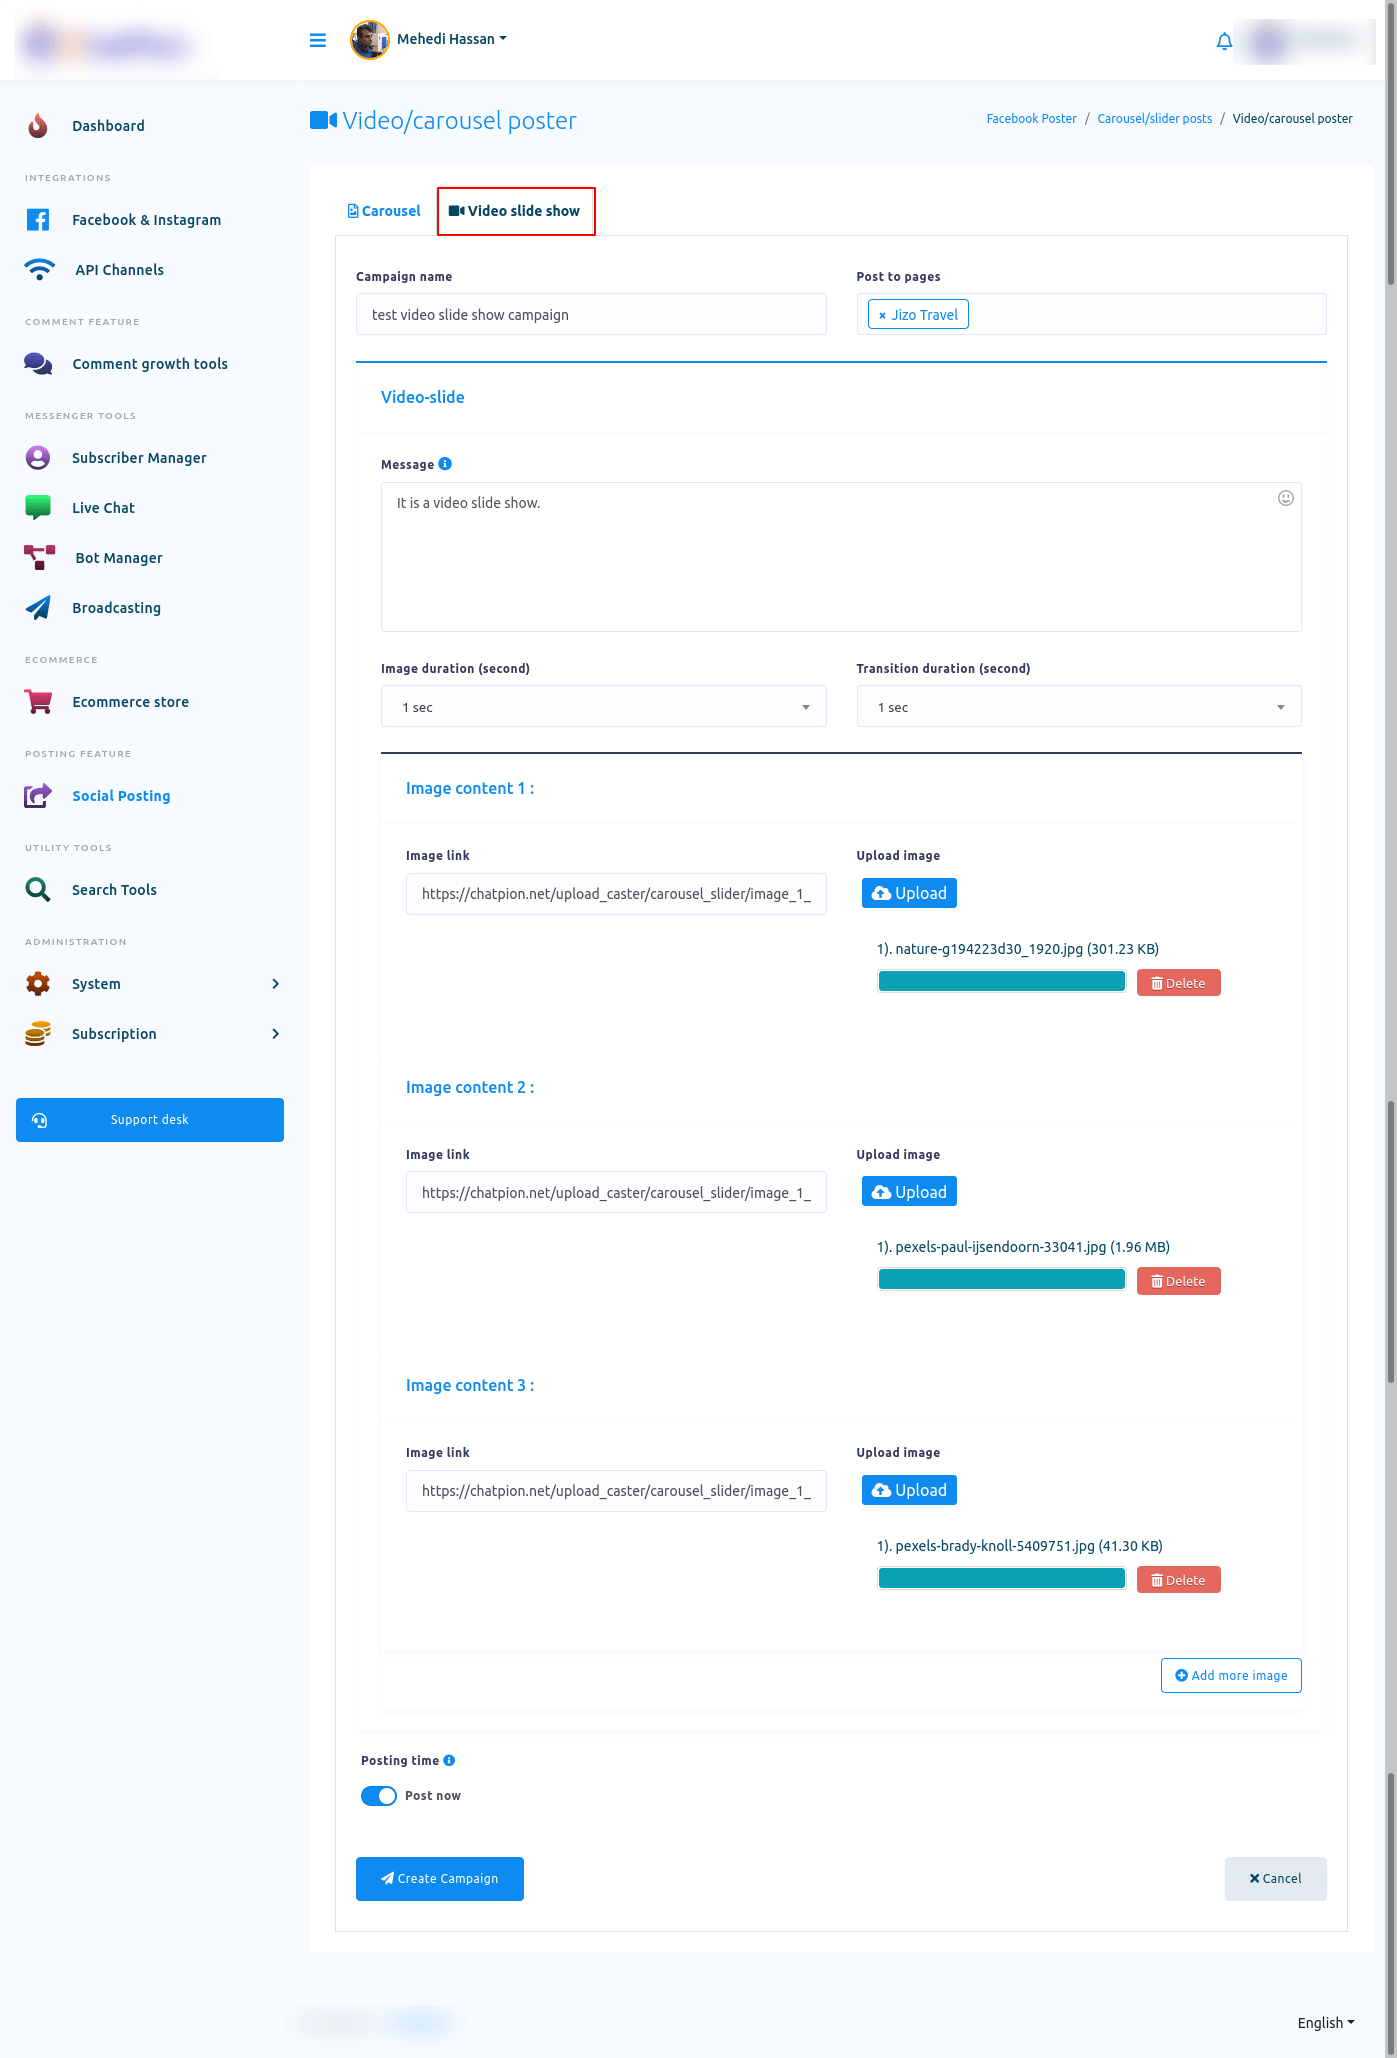 Mehedi Hassan
Dashboard
INTEGRATIONS
Facebook & Instagram
API Channels
COMMENT FEATURE
Comment growth tools
MESSENGER TOOLS
Subscriber Manager
Live Chat
Bot Manager
Broadcasting
ECOMMERCE
Ecommerce store
POSTING FEATURE
Social Posting
UTILITY TOOLS
Search Tools
ADMINISTRATION
System
Subscription
Support desk
Video/carousel poster
Facebook Poster / Carousel/slider posts / Video/carousel poster
Carousel Video slide show
Campaign name Post to pages
test video slide show campaign × Jizo Travel
Video-slide
Message
It is a video slide show.
Image duration (second) Transition duration (second)
1 sec 1 sec
Image content 1 :
Image link Upload image
https://chatpion.net/upload_caster/carousel_slider/image_1_ Upload
1). nature-g194223d30_1920.jpg (301.23 KB)
Delete
Image content 2 :
Image link Upload image
https://chatpion.net/upload_caster/carousel_slider/image_1_ Upload
1). pexels-paul-ijsendoorn-33041.jpg (1.96 MB)
Delete
Image content 3 :
Image link Upload image
https://chatpion.net/upload_caster/carousel_slider/image_1_ Upload
1). pexels-brady-knoll-5409751.jpg (41.30 KB)
Delete
Add more image
Posting time
Post now
Create Campaign Cancel
English